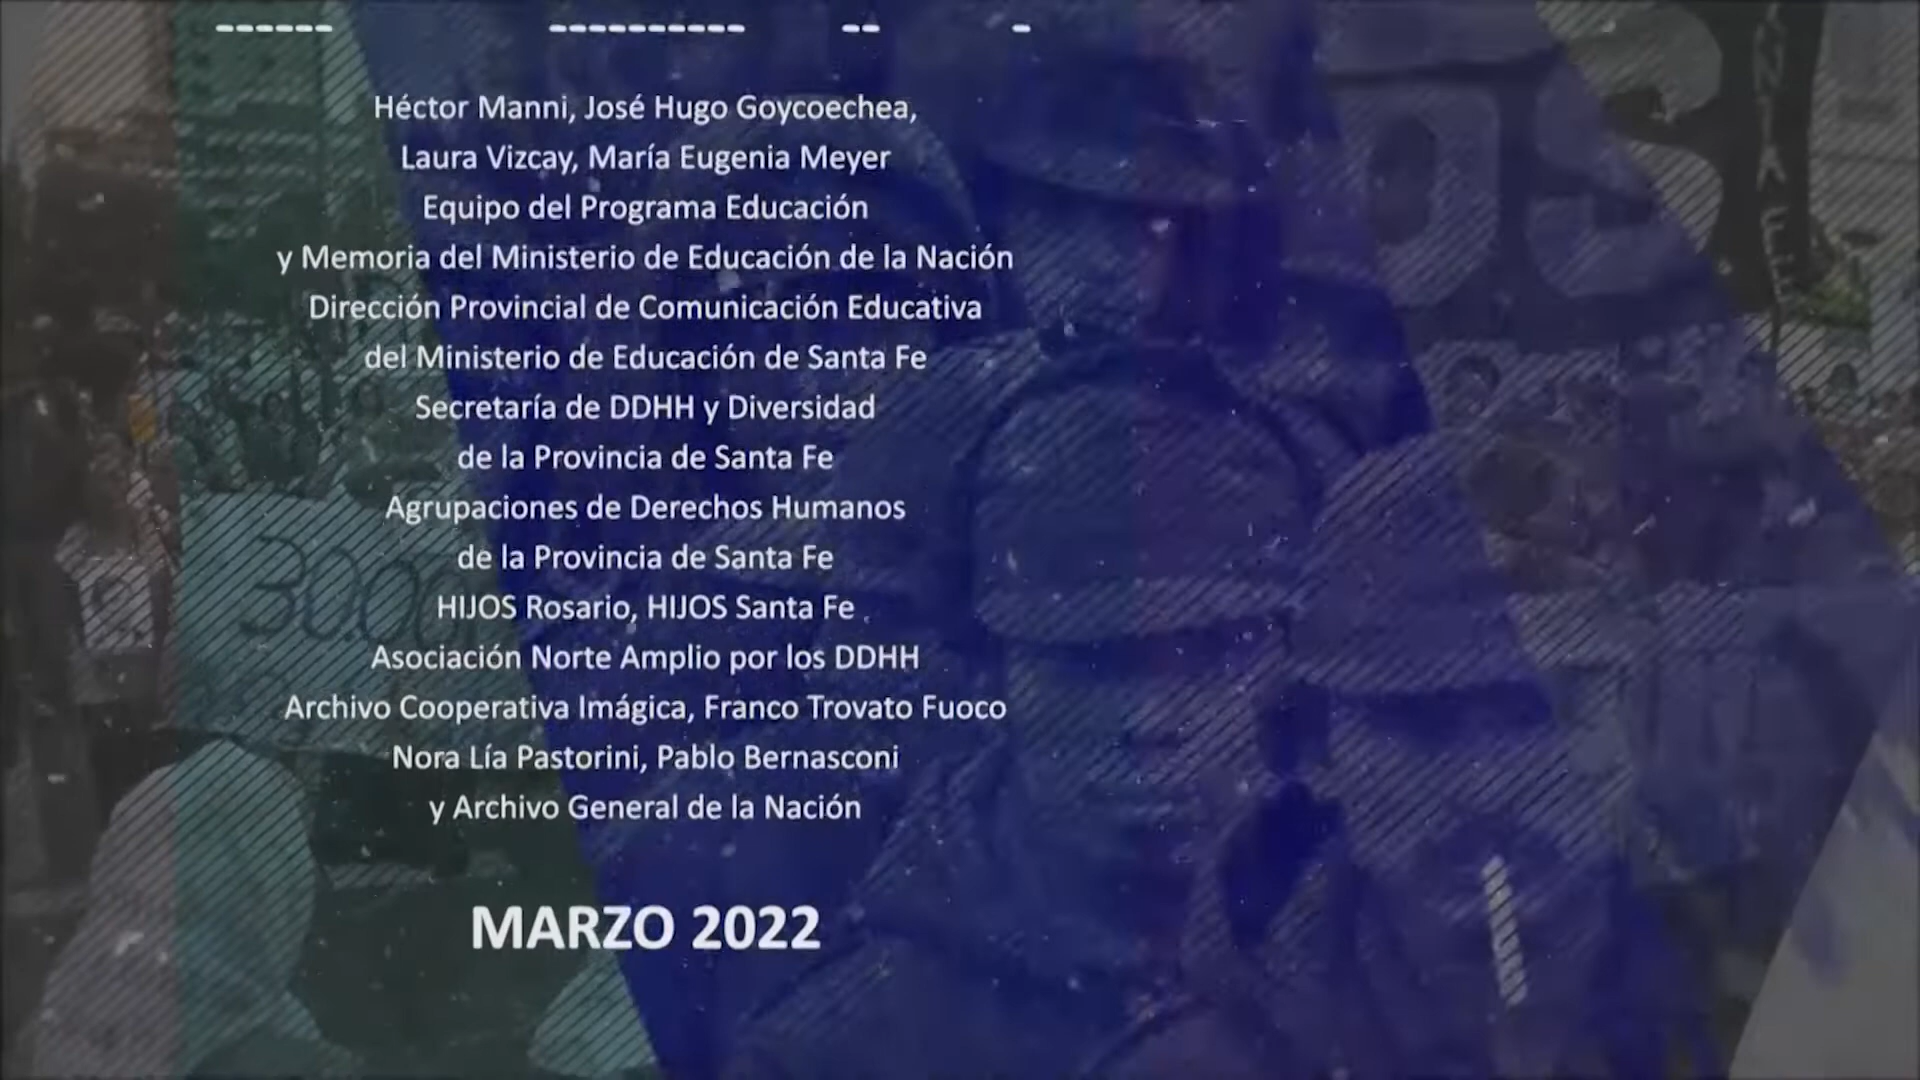 Héctor Manni, José Hugo Goycoechea,
Laura Vizcay, María Eugenia Meyer
Equipo del Programa Educación
y Memoria del Ministerio de Educación de la Nación
Dirección Provincial de Comunicación Educativa
del Ministerio de Educación de Santa Fe
Secretaría de DDHH y Diversidad
de la Provincia de Santa Fe
Agrupaciones de Derechos Humanos
de la Provincia de Santa Fe
HIJOS Rosario, HIJOS Santa Fe
Asociación Norte Amplio por los DDHH
Archivo Cooperativa Imágica, Franco Trovato Fuoco
Nora Lía Pastorini, Pablo Bernasconi
y Archivo General de la Nación
MARZO 2022
30.00